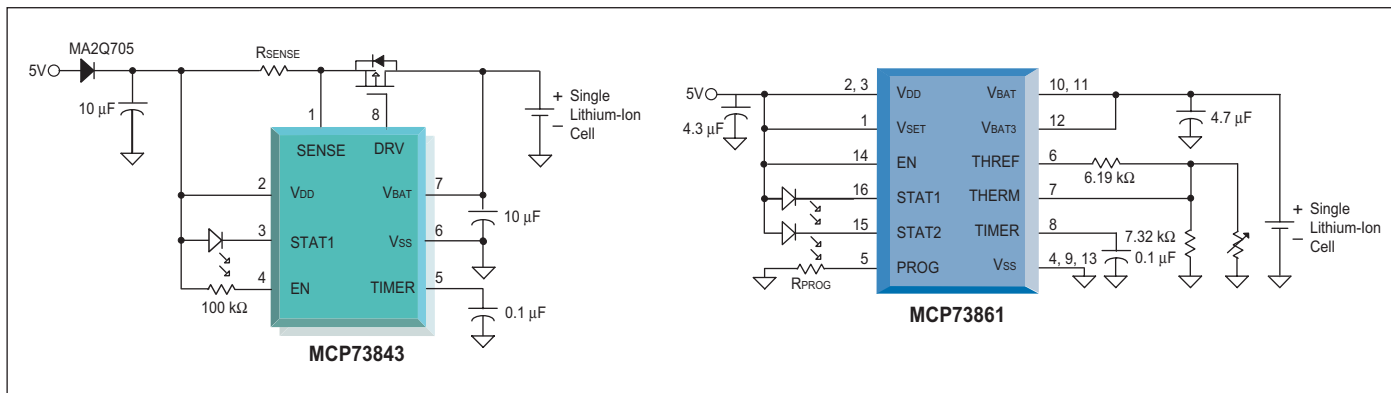 MA2Q705
5V
RSENSE
10 μF
1
8
+ Single
Lithium-Ion
– Cell
SENSE
DRV
2
VDD
VBAT
7
10 μF
3
STAT1
VSS
6
4
EN
TIMER
5
100 kΩ
0.1 μF
MCP73843
5V
4.3 μF
2, 3
VDD
VBAT
10, 11
4.7 μF
1
VSET
VBAT3
12
14
EN
THREF
6
6.19 kΩ
16
STAT1
THERM
7
15
STAT2
TIMER
8
7.32 kΩ
0.1 μF
+ Single
Lithium-Ion
– Cell
5
PROG
VSS
4, 9, 13
RPROG
MCP73861